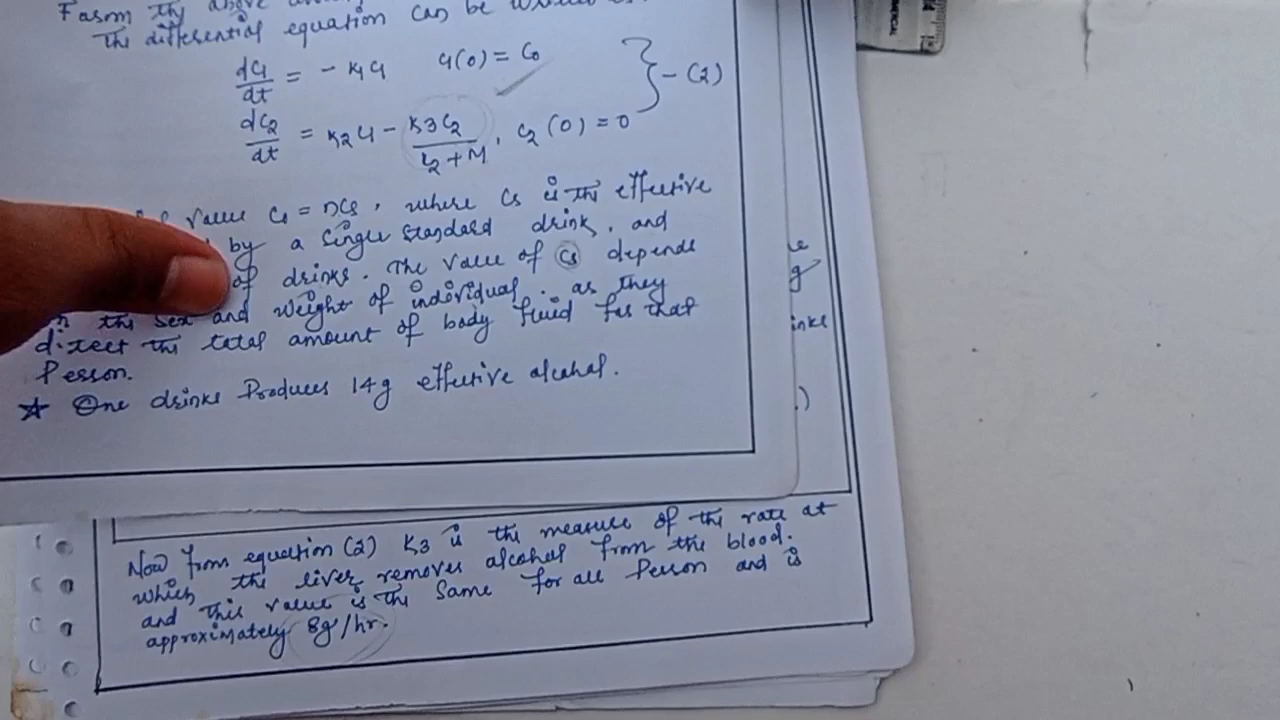 The differential equation can be
dC1/dt = - K1C1 C1(0) = C0
} - (2)
dC2/dt = K2C1 - K3C2/C2+M , C2(0) = 0
value C0 = nCs, where Cs is the effective
by a single standard drink, and
of drinks. The value of Cs depends
the sex and weight of individual. as they
direct the total amount of body fluid for that
Person.
☆ One drinks Produces 14g effective alcohal.
Now from equation (2) K3 is the measure of the rate at
which the liver removes alcohal from the blood.
and this value is the same for all Person and is
approximately 8g/hr.